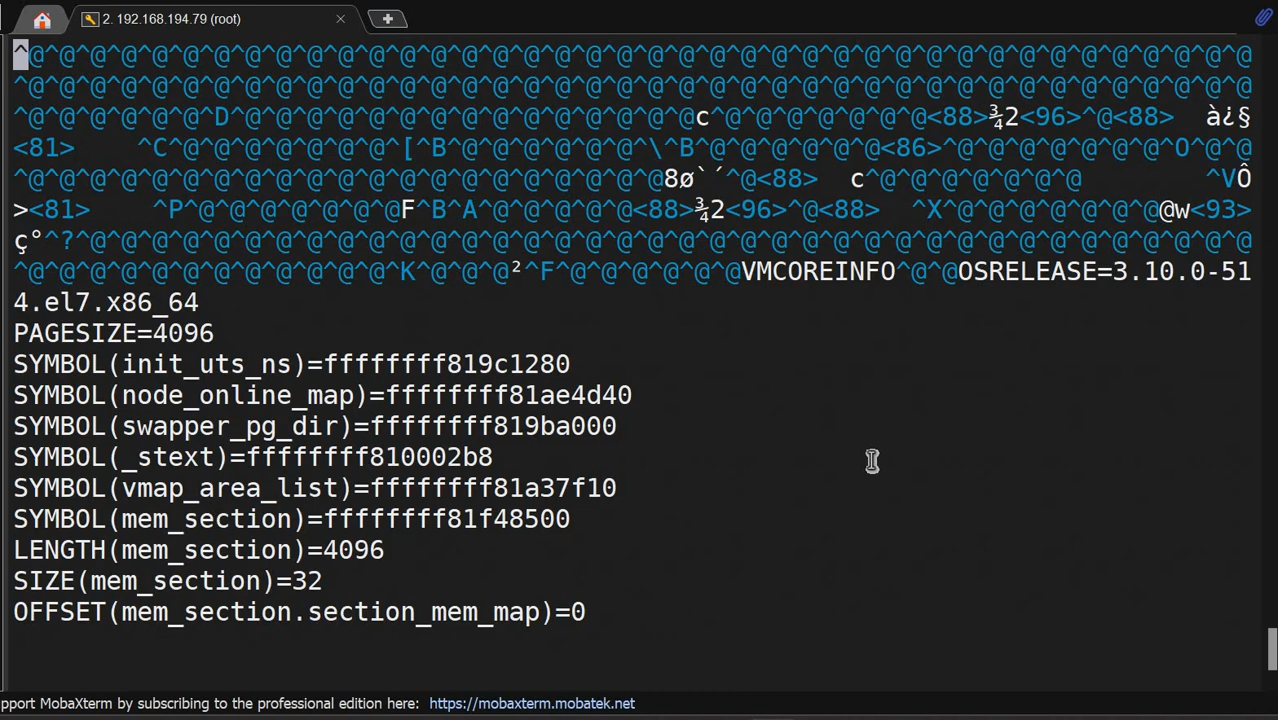 2. 192.168.194.79 (root)
^@^@^@^@^@^@^@^@^@^@^@^@^@^@^@^@^@^@^@^@^@^@^@^@^@^@^@^@^@^@^@^@^@^@^@^@^@^@^@^@
^@^@^@^@^@^@^@^@^@^@^@^@^@^@^@^@^@^@^@^@^@^@^@^@^@^@^@^@^@^@^@^@^@^@^@^@^@^@^@^@
^@^@^@^@^@^@^D^@^@^@^@^@^@^@^@^@^@^@^@^@^@^@c^@^@^@^@^@^@^@<88>¾2<96>^@<88>  à¿§
<81>    ^C^@^@^@^@^@^@^@^[^B^@^@^@^@^@^@^\^B^@^@^@^@^@^@<86>^@^@^@^@^@^@^@^O^@^@
^@^@^@^@^@^@^@^@^@^@^@^@^@^@^@^@^@^@^@^@^@8ø`´^@<88>  c^@^@^@^@^@^@^@        ^VÔ
><81>    ^P^@^@^@^@^@^@^@F^B^A^@^@^@^@^@<88>¾2<96>^@<88>  ^X^@^@^@^@^@^@^@@w<93>
ç°^?^@^@^@^@^@^@^@^@^@^@^@^@^@^@^@^@^@^@^@^@^@^@^@^@^@^@^@^@^@^@^@^@^@^@^@^@^@^@
^@^@^@^@^@^@^@^@^@^@^@^@^K^@^@^@²^F^@^@^@^@^@^@VMCOREINFO^@^@OSRELEASE=3.10.0-51
4.el7.x86_64
PAGESIZE=4096
SYMBOL(init_uts_ns)=ffffffff819c1280
SYMBOL(node_online_map)=ffffffff81ae4d40
SYMBOL(swapper_pg_dir)=ffffffff819ba000
SYMBOL(_stext)=ffffffff810002b8
SYMBOL(vmap_area_list)=ffffffff81a37f10
SYMBOL(mem_section)=ffffffff81f48500
LENGTH(mem_section)=4096
SIZE(mem_section)=32
OFFSET(mem_section.section_mem_map)=0
pport MobaXterm by subscribing to the professional edition here: https://mobaxterm.mobatek.net